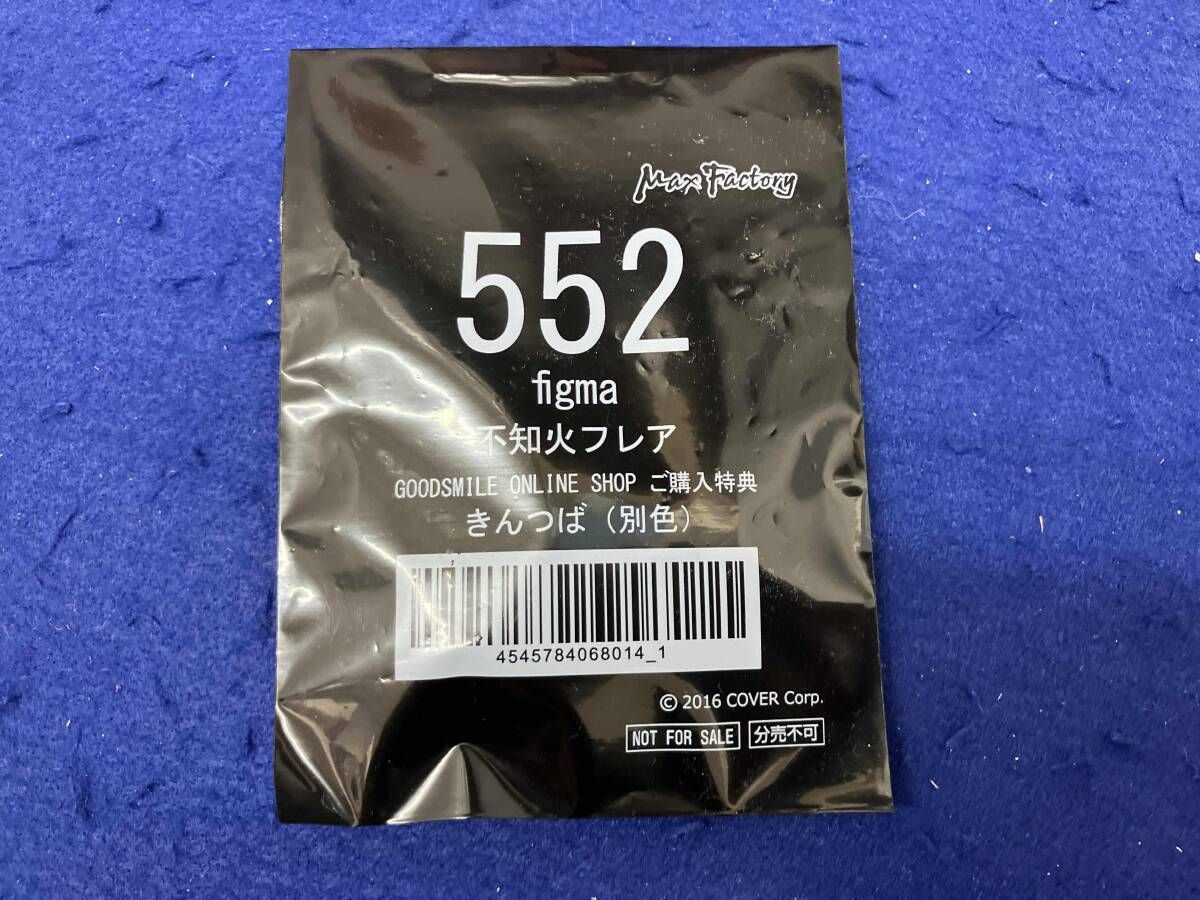 Max Factory
552
figma
不知火フレア
GOODSMILE ONLINE SHOP ご購入特典
きんつば（別色）
4545784068014_1
© 2016 COVER Corp.
NOT FOR SALE 分売不可